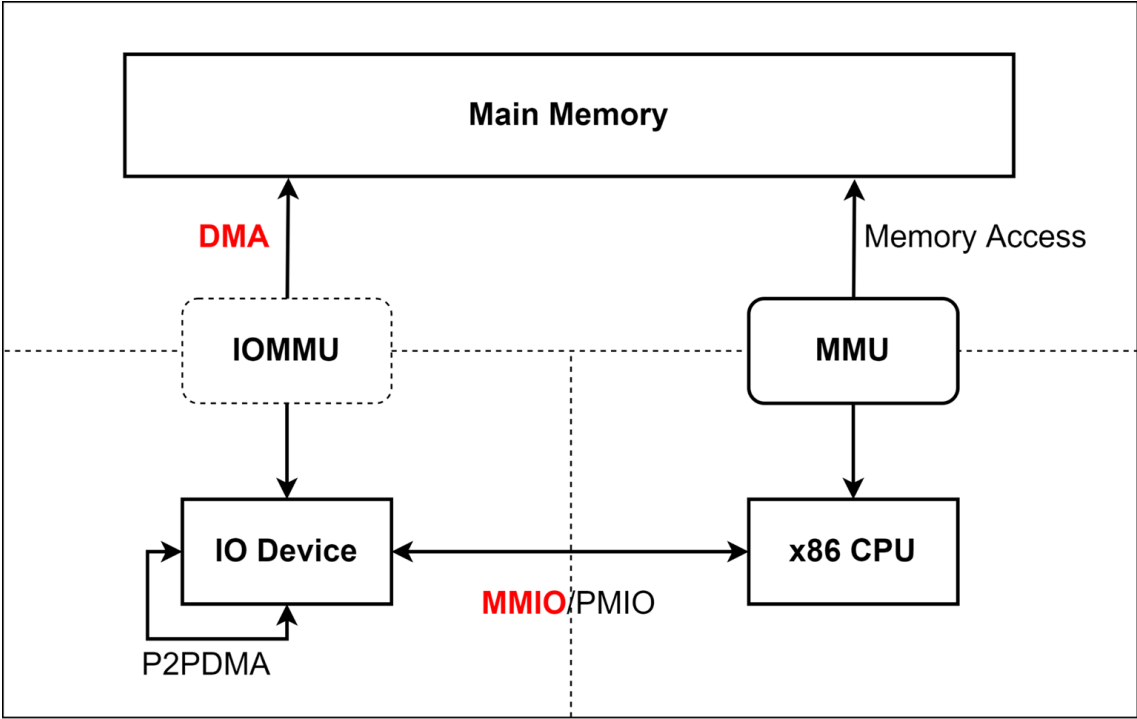 Main Memory
DMA
Memory Access
IOMMU
MMU
IO Device
x86 CPU
MMIO/PMIO
P2PDMA